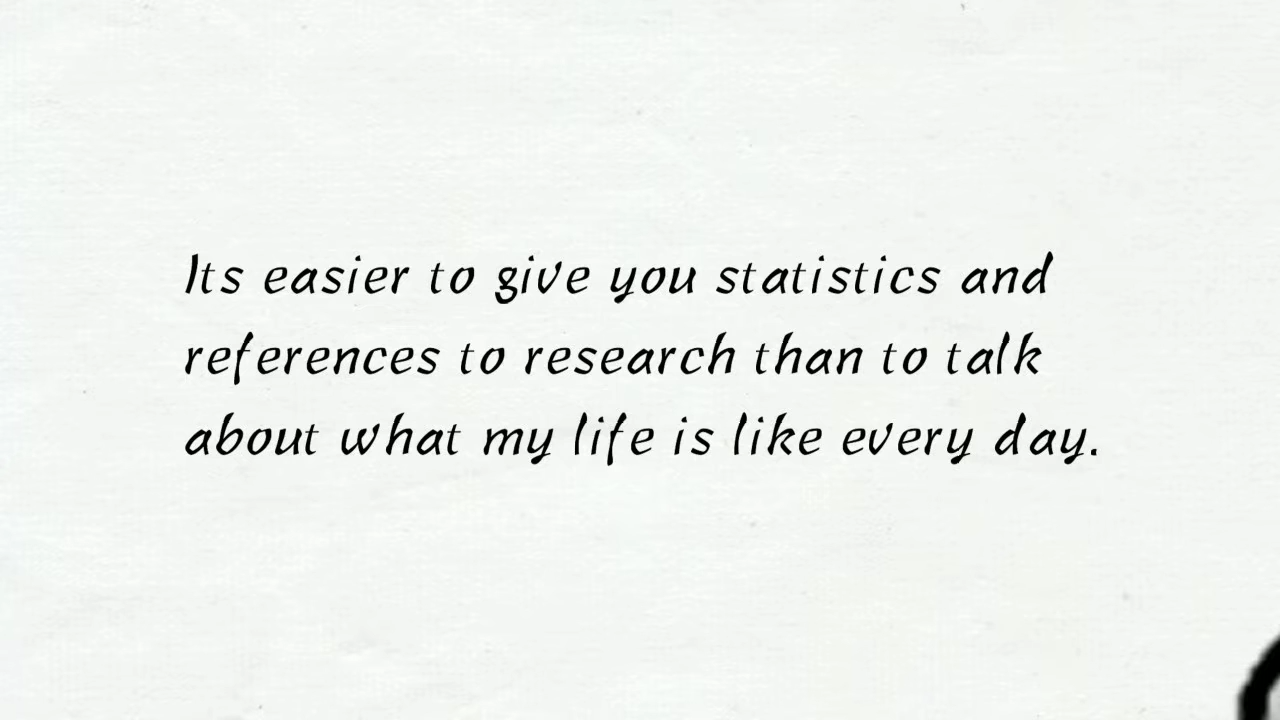 Its easier to give you statistics and
references to research than to talk
about what my life is like every day.